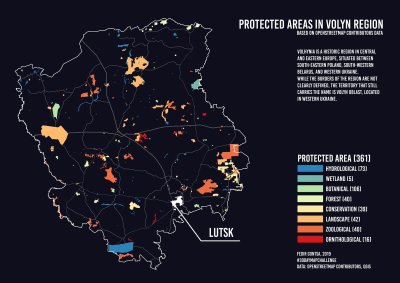 PROTECTED AREAS IN VOLYN REGION
BASED ON OPENSTREETMAP CONTRIBUTORS DATA
VOLHYNIA IS A HISTORIC REGION IN CENTRAL
AND EASTERN EUROPE, SITUATED BETWEEN
SOUTH-EASTERN POLAND, SOUTH-WESTERN
BELARUS, AND WESTERN UKRAINE.
WHILE THE BORDERS OF THE REGION ARE NOT
CLEARLY DEFINED, THE TERRITORY THAT STILL
CARRIES THE NAME IS VOLYN OBLAST, LOCATED
IN WESTERN UKRAINE.
PROTECTED AREA (361)
HYDROLOGICAL (73)
WETLAND (5)
BOTANICAL (106)
FOREST (40)
CONSERVATION (39)
LANDSCAPE (42)
ZOOLOGICAL (40)
ORNITHOLOGICAL (16)
LUTSK
FEDIR GONTSA, 2019
#30DAYMAPCHALLENGE
DATA: OPENSTREETMAP CONTRIBUTORS, QGIS